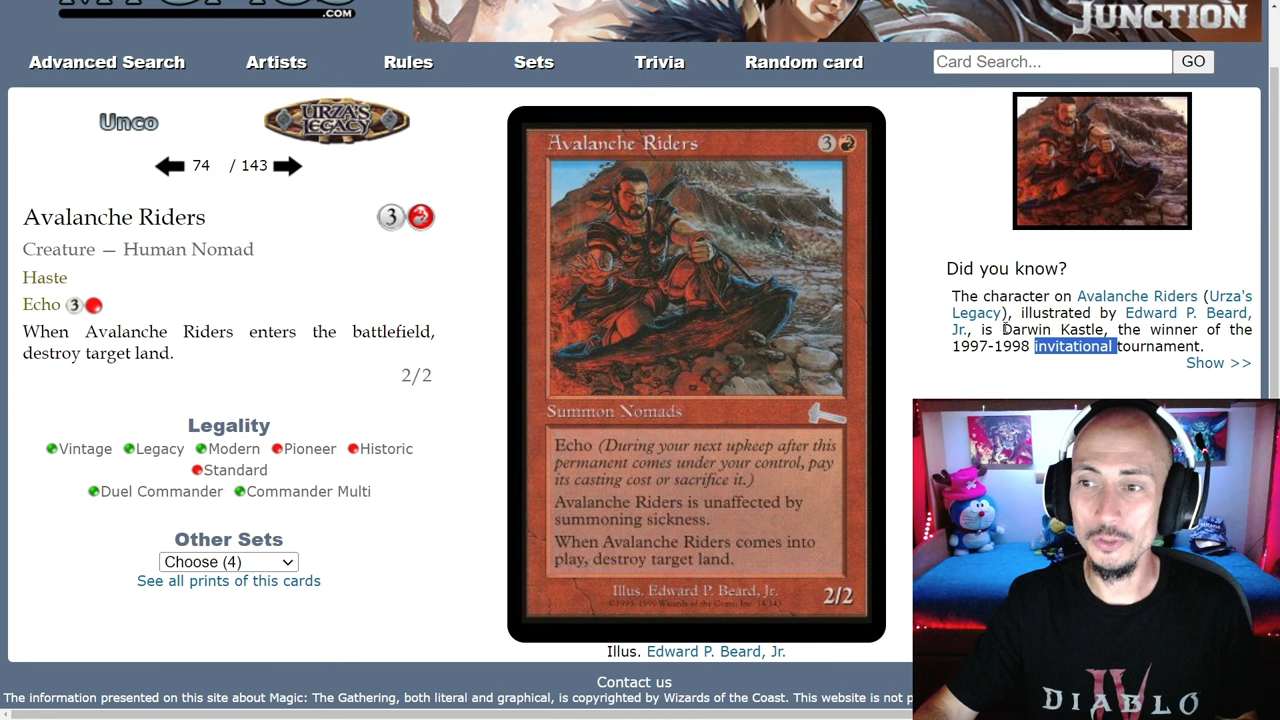 .COM
JUNCTION
Advanced Search
Artists
Rules
Sets
Trivia
Random card
Card Search...
GO
Unco
URZA'S
LEGACY
74 / 143
Avalanche Riders
3
Creature — Human Nomad
Haste
Echo 3
When Avalanche Riders enters the battlefield,
destroy target land.
2/2
Legality
Vintage Legacy Modern Pioneer Historic
Standard
Duel Commander Commander Multi
Other Sets
Choose (4)
See all prints of this cards
Avalanche Riders
3
Summon Nomads
Echo (During your next upkeep after this
permanent comes under your control, pay
its casting cost or sacrifice it.)
Avalanche Riders is unaffected by
summoning sickness.
When Avalanche Riders comes into
play, destroy target land.
Illus. Edward P. Beard, Jr.
2/2
Illus. Edward P. Beard, Jr.
Did you know?
The character on Avalanche Riders (Urza's
Legacy), illustrated by Edward P. Beard,
Jr., is Darwin Kastle, the winner of the
1997-1998 invitational tournament.
Show >>
Contact us
The information presented on this site about Magic: The Gathering, both literal and graphical, is copyrighted by Wizards of the Coast. This website is not
DIABLO
IV